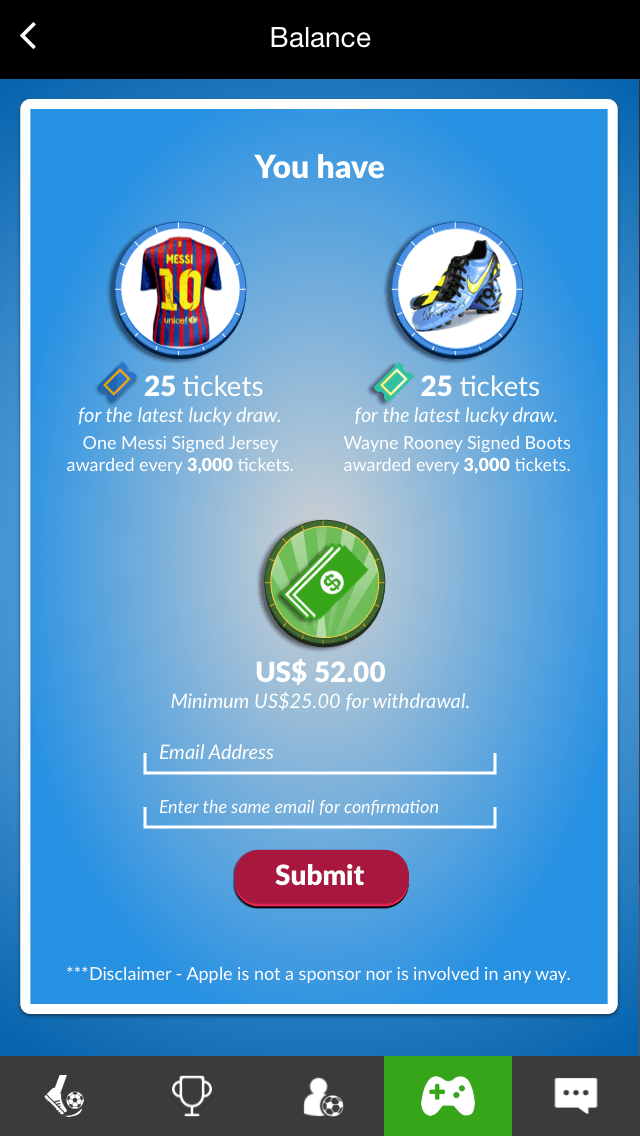 Balance
You have
MESSI
10
unicef
25 tickets
for the latest lucky draw.
One Messi Signed Jersey
awarded every 3,000 tickets.
25 tickets
for the latest lucky draw.
Wayne Rooney Signed Boots
awarded every 3,000 tickets.
US$ 52.00
Minimum US$25.00 for withdrawal.
Email Address
Enter the same email for confirmation
Submit
***Disclaimer - Apple is not a sponsor nor is involved in any way.